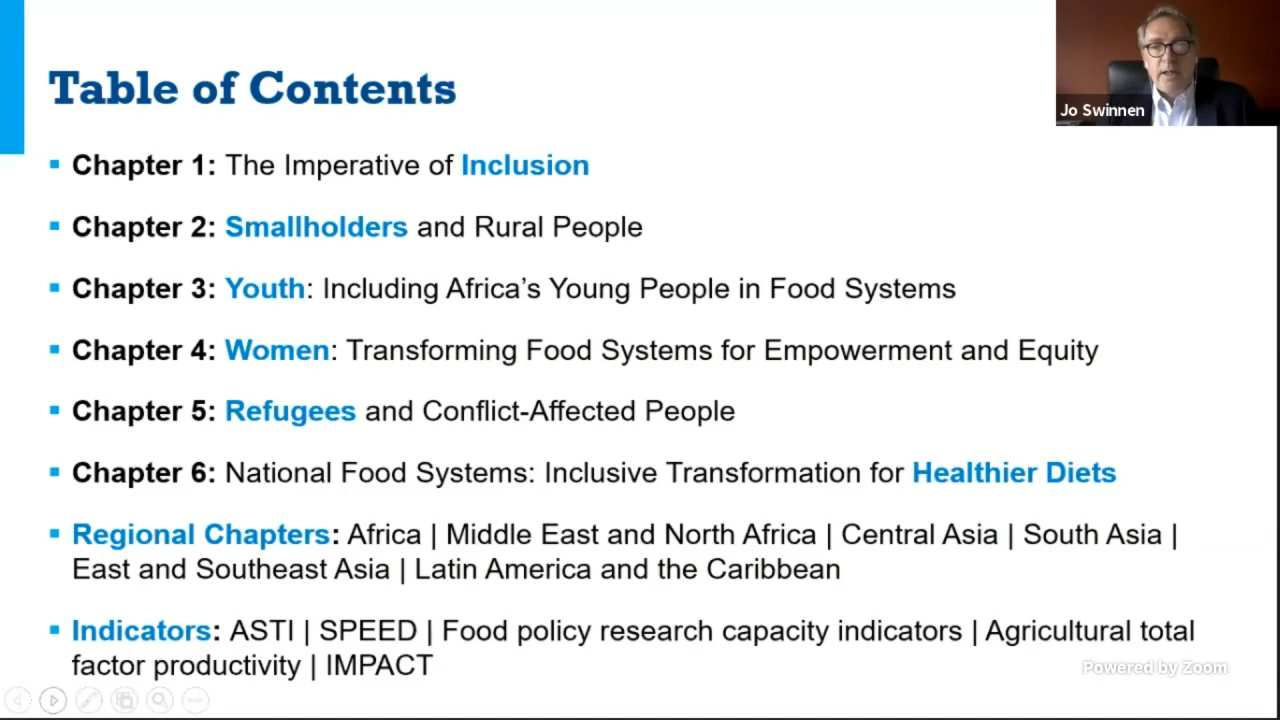 Table of Contents
Jo Swinnen
▪ Chapter 1: The Imperative of Inclusion
▪ Chapter 2: Smallholders and Rural People
▪ Chapter 3: Youth: Including Africa’s Young People in Food Systems
▪ Chapter 4: Women: Transforming Food Systems for Empowerment and Equity
▪ Chapter 5: Refugees and Conflict-Affected People
▪ Chapter 6: National Food Systems: Inclusive Transformation for Healthier Diets
▪ Regional Chapters: Africa | Middle East and North Africa | Central Asia | South Asia |
East and Southeast Asia | Latin America and the Caribbean
▪ Indicators: ASTI | SPEED | Food policy research capacity indicators | Agricultural total
factor productivity | IMPACT
Powered by Zoom